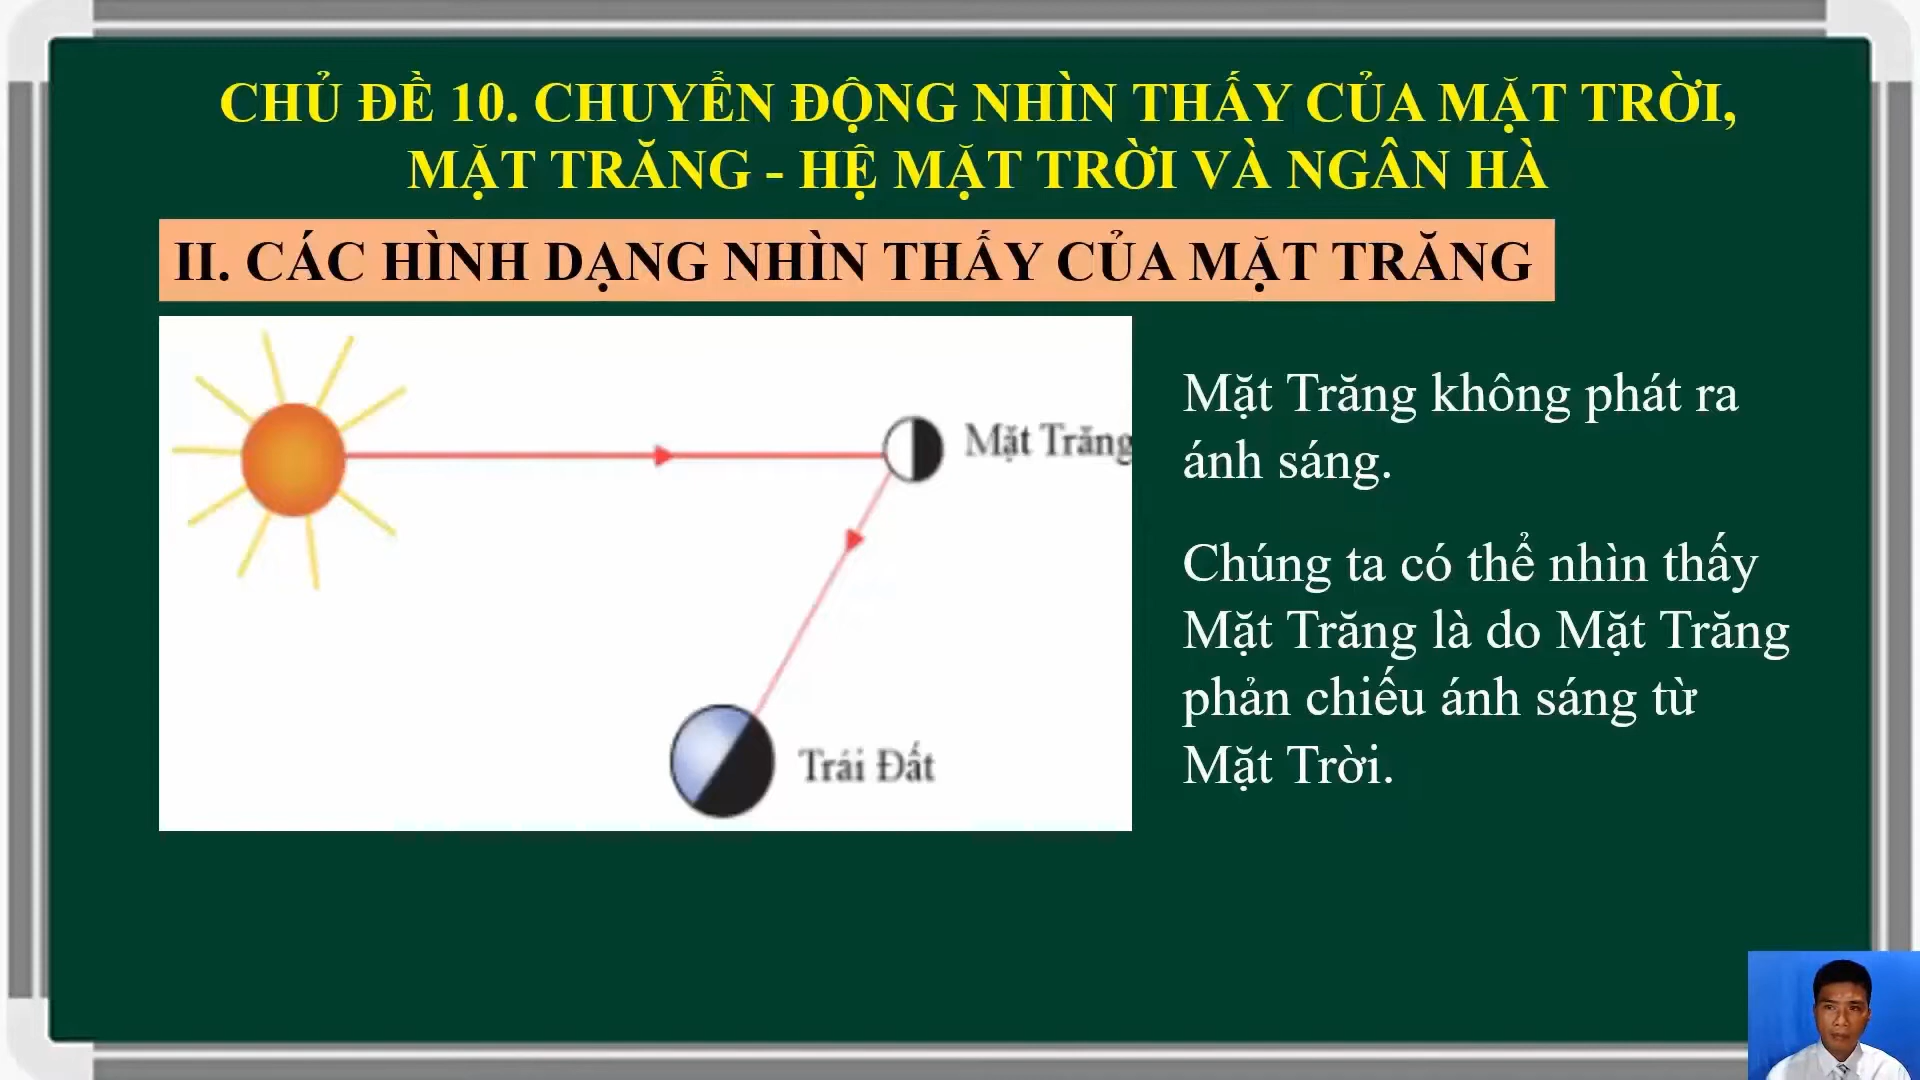 CHỦ ĐỀ 10. CHUYỂN ĐỘNG NHÌN THẤY CỦA MẶT TRỜI,
MẶT TRĂNG - HỆ MẶT TRỜI VÀ NGÂN HÀ
II. CÁC HÌNH DẠNG NHÌN THẤY CỦA MẶT TRĂNG
Mặt Trăng
Trái Đất
Mặt Trăng không phát ra
ánh sáng.
Chúng ta có thể nhìn thấy
Mặt Trăng là do Mặt Trăng
phản chiếu ánh sáng từ
Mặt Trời.